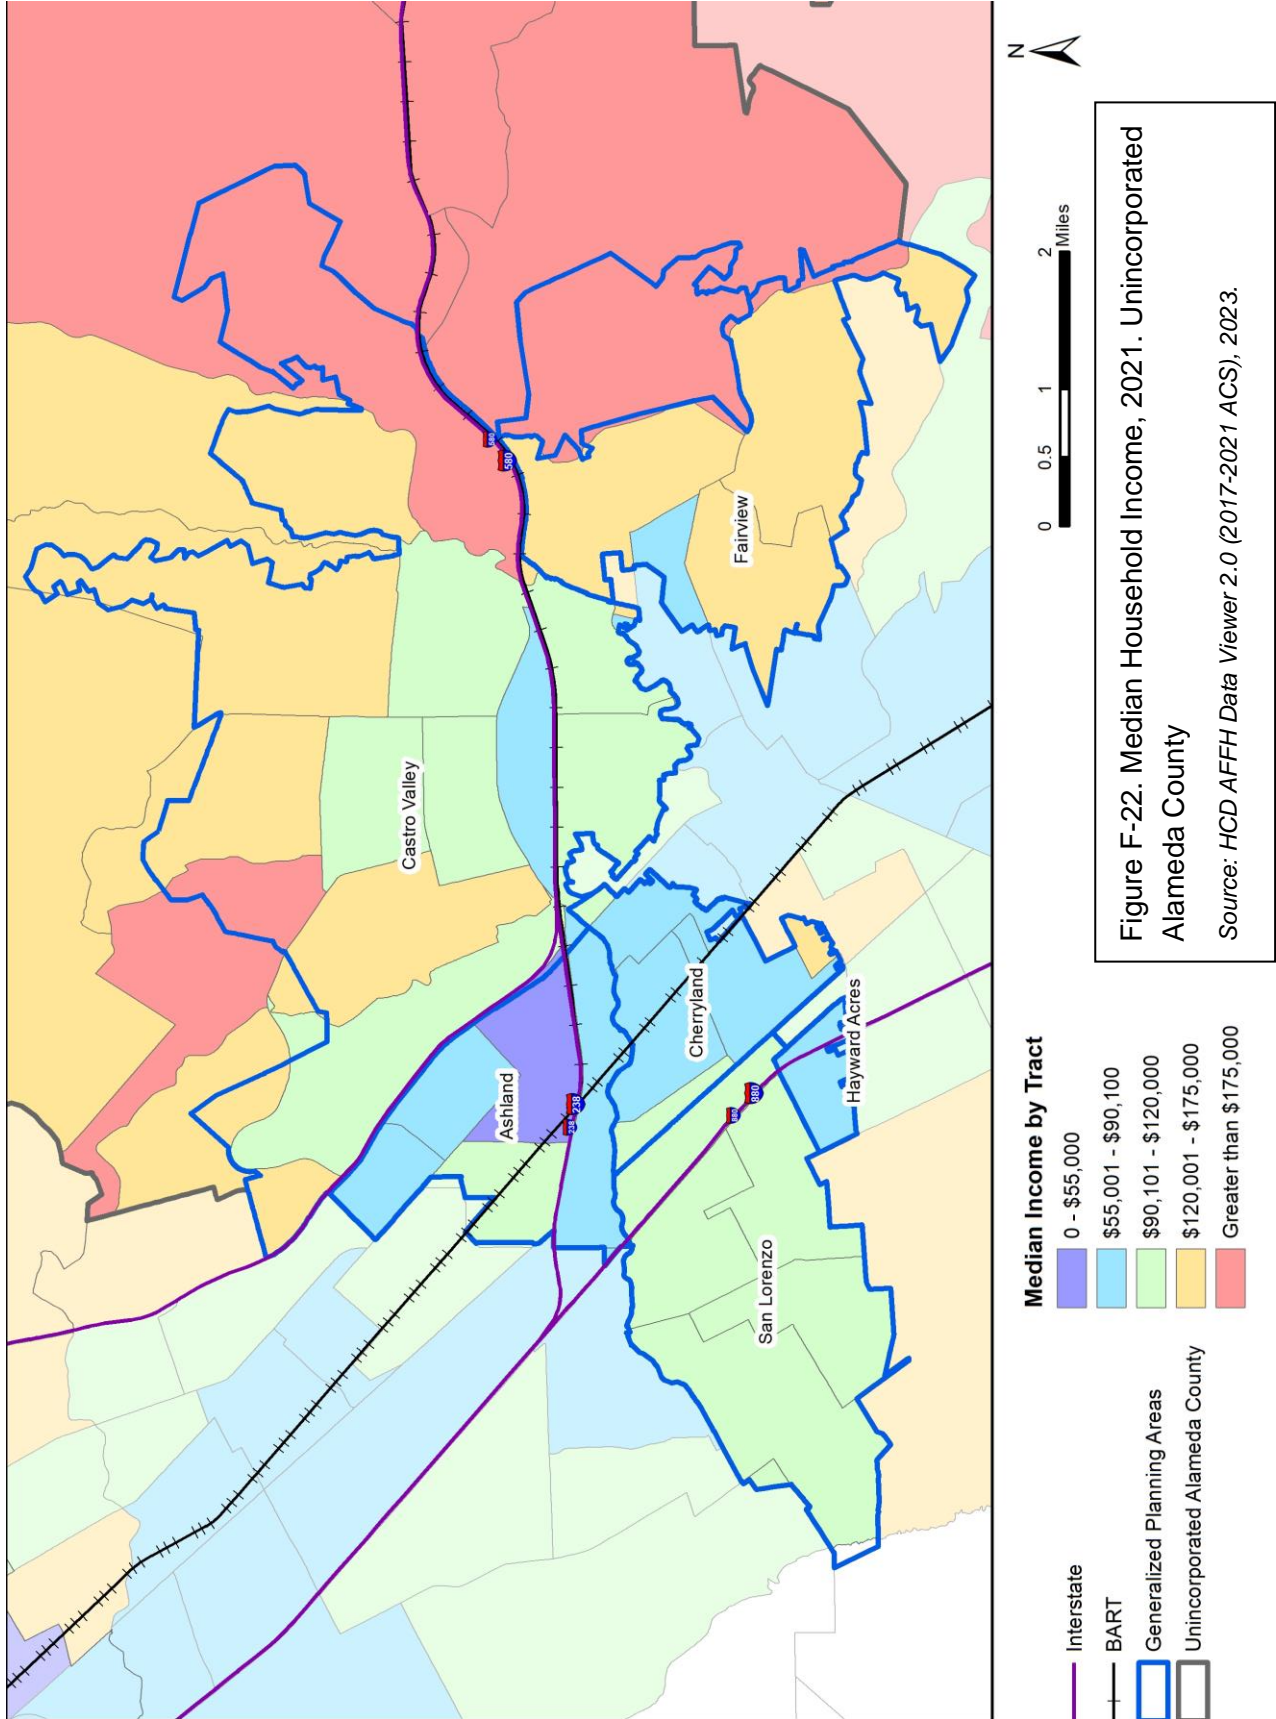 Castro Valley
Ashland
Cherryland
Fairview
Hayward Acres
San Lorenzo
580
580
238
238
880
880
N
0 0.5 1 2
Miles
Interstate
BART
Generalized Planning Areas
Unincorporated Alameda County
Median Income by Tract
0 - $55,000
$55,001 - $90,100
$90,101 - $120,000
$120,001 - $175,000
Greater than $175,000
Figure F-22. Median Household Income, 2021. Unincorporated
Alameda County
Source: HCD AFFH Data Viewer 2.0 (2017-2021 ACS), 2023.